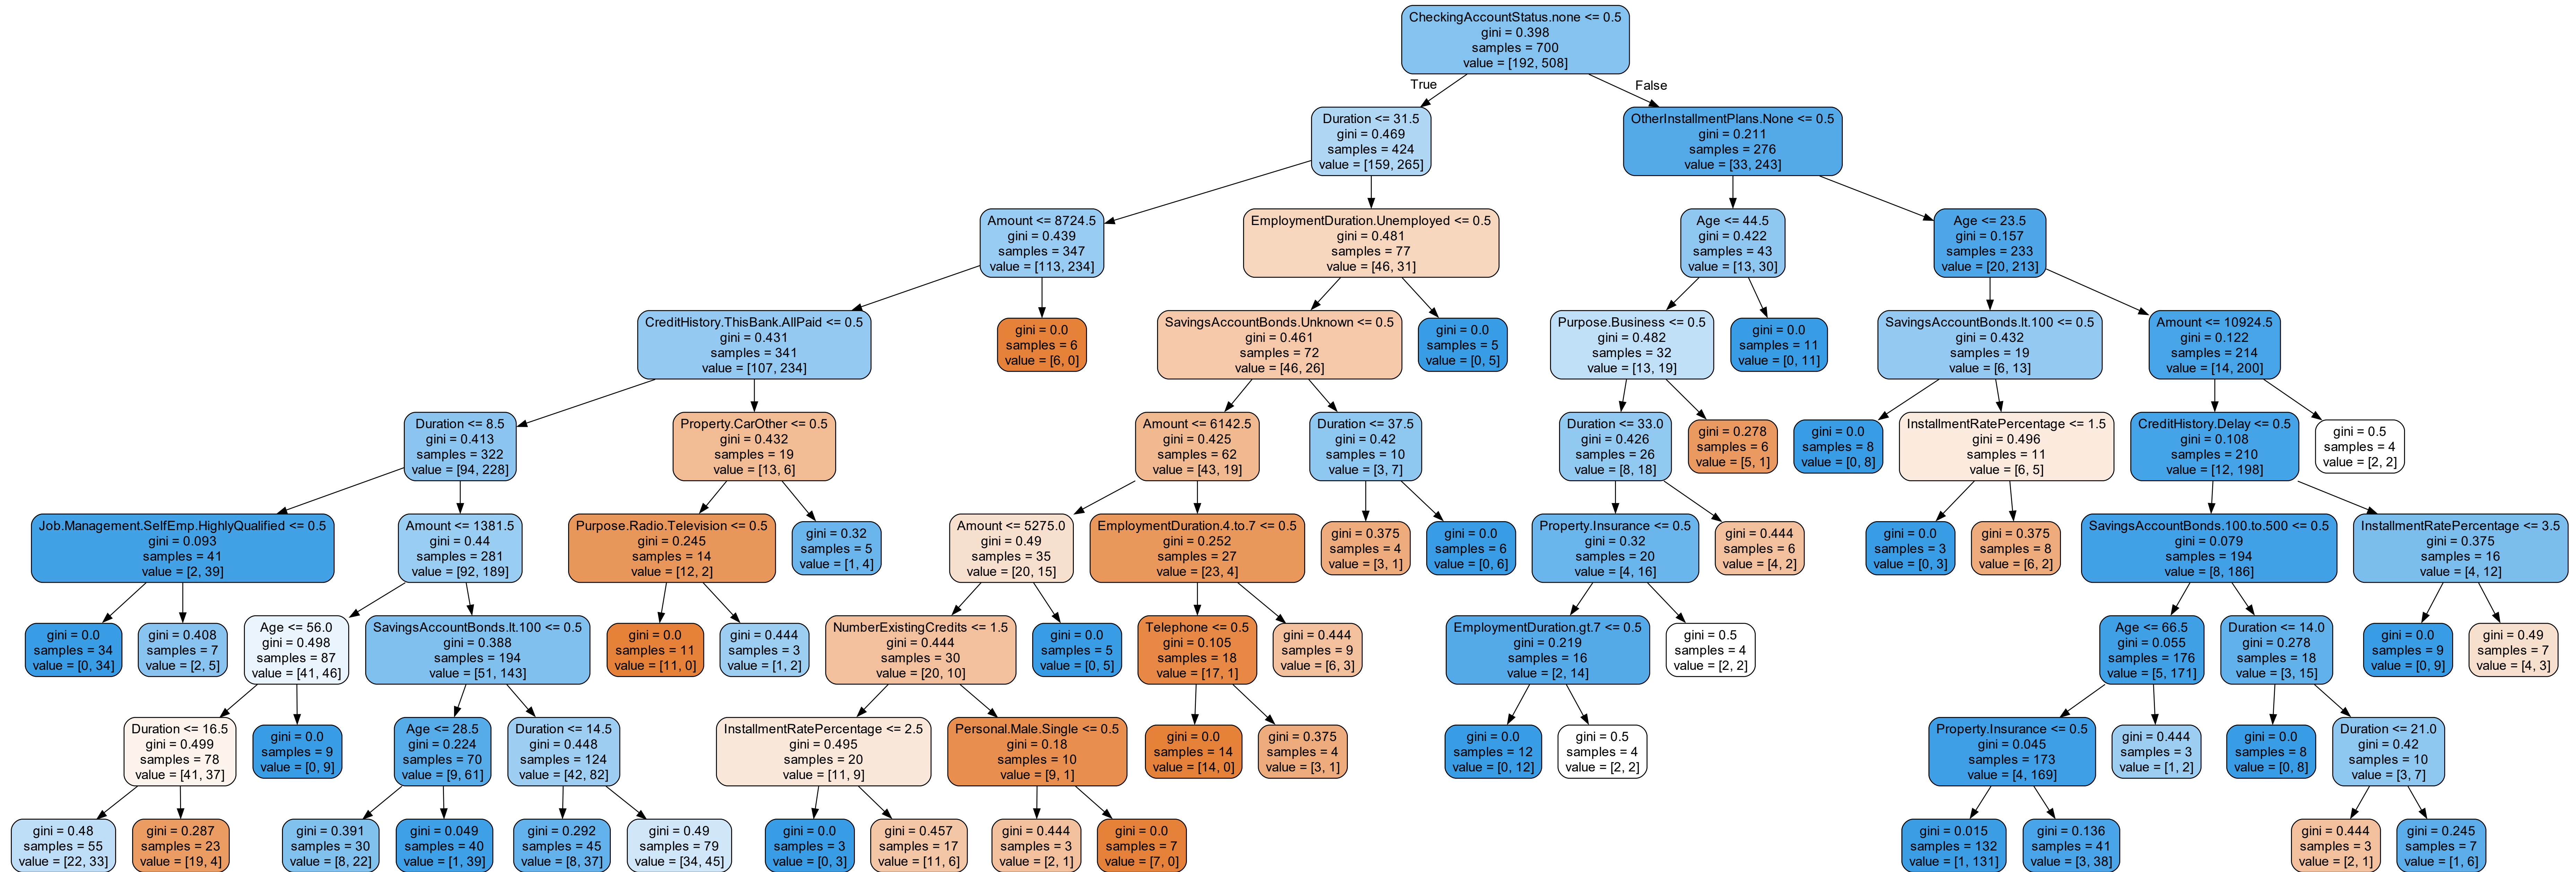 CheckingAccountStatus.none <= 0.5
gini = 0.398
samples = 700
value = [192, 508]
True
False
Duration <= 31.5
gini = 0.469
samples = 424
value = [159, 265]
OtherInstallmentPlans.None <= 0.5
gini = 0.211
samples = 276
value = [33, 243]
Amount <= 8724.5
gini = 0.439
samples = 347
value = [113, 234]
EmploymentDuration.Unemployed <= 0.5
gini = 0.481
samples = 77
value = [46, 31]
Age <= 44.5
gini = 0.422
samples = 43
value = [13, 30]
Age <= 23.5
gini = 0.157
samples = 233
value = [20, 213]
CreditHistory.ThisBank.AllPaid <= 0.5
gini = 0.431
samples = 341
value = [107, 234]
gini = 0.0
samples = 6
value = [6, 0]
SavingsAccountBonds.Unknown <= 0.5
gini = 0.461
samples = 72
value = [46, 26]
gini = 0.0
samples = 5
value = [0, 5]
Purpose.Business <= 0.5
gini = 0.482
samples = 32
value = [13, 19]
gini = 0.0
samples = 11
value = [0, 11]
SavingsAccountBonds.lt.100 <= 0.5
gini = 0.432
samples = 19
value = [6, 13]
Amount <= 10924.5
gini = 0.122
samples = 214
value = [14, 200]
Duration <= 8.5
gini = 0.413
samples = 322
value = [94, 228]
Property.CarOther <= 0.5
gini = 0.432
samples = 19
value = [13, 6]
Amount <= 6142.5
gini = 0.425
samples = 62
value = [43, 19]
Duration <= 37.5
gini = 0.42
samples = 10
value = [3, 7]
Duration <= 33.0
gini = 0.426
samples = 26
value = [8, 18]
gini = 0.278
samples = 6
value = [5, 1]
gini = 0.0
samples = 8
value = [0, 8]
InstallmentRatePercentage <= 1.5
gini = 0.496
samples = 11
value = [6, 5]
CreditHistory.Delay <= 0.5
gini = 0.108
samples = 210
value = [12, 198]
gini = 0.5
samples = 4
value = [2, 2]
Job.Management.SelfEmp.HighlyQualified <= 0.5
gini = 0.093
samples = 41
value = [2, 39]
Amount <= 1381.5
gini = 0.44
samples = 281
value = [92, 189]
Purpose.Radio.Television <= 0.5
gini = 0.245
samples = 14
value = [12, 2]
gini = 0.32
samples = 5
value = [1, 4]
Amount <= 5275.0
gini = 0.49
samples = 35
value = [20, 15]
EmploymentDuration.4.to.7 <= 0.5
gini = 0.252
samples = 27
value = [23, 4]
gini = 0.375
samples = 4
value = [3, 1]
gini = 0.0
samples = 6
value = [0, 6]
Property.Insurance <= 0.5
gini = 0.32
samples = 20
value = [4, 16]
gini = 0.444
samples = 6
value = [4, 2]
gini = 0.0
samples = 3
value = [0, 3]
gini = 0.375
samples = 8
value = [6, 2]
SavingsAccountBonds.100.to.500 <= 0.5
gini = 0.079
samples = 194
value = [8, 186]
InstallmentRatePercentage <= 3.5
gini = 0.375
samples = 16
value = [4, 12]
gini = 0.0
samples = 34
value = [0, 34]
gini = 0.408
samples = 7
value = [2, 5]
Age <= 56.0
gini = 0.498
samples = 87
value = [41, 46]
SavingsAccountBonds.lt.100 <= 0.5
gini = 0.388
samples = 194
value = [51, 143]
gini = 0.0
samples = 11
value = [11, 0]
gini = 0.444
samples = 3
value = [1, 2]
NumberExistingCredits <= 1.5
gini = 0.444
samples = 30
value = [20, 10]
gini = 0.0
samples = 5
value = [0, 5]
Telephone <= 0.5
gini = 0.105
samples = 18
value = [17, 1]
gini = 0.444
samples = 9
value = [6, 3]
EmploymentDuration.gt.7 <= 0.5
gini = 0.219
samples = 16
value = [2, 14]
gini = 0.5
samples = 4
value = [2, 2]
Age <= 66.5
gini = 0.055
samples = 176
value = [5, 171]
Duration <= 14.0
gini = 0.278
samples = 18
value = [3, 15]
gini = 0.0
samples = 9
value = [0, 9]
gini = 0.49
samples = 7
value = [4, 3]
Duration <= 16.5
gini = 0.499
samples = 78
value = [41, 37]
gini = 0.0
samples = 9
value = [0, 9]
Age <= 28.5
gini = 0.224
samples = 70
value = [9, 61]
Duration <= 14.5
gini = 0.448
samples = 124
value = [42, 82]
InstallmentRatePercentage <= 2.5
gini = 0.495
samples = 20
value = [11, 9]
Personal.Male.Single <= 0.5
gini = 0.18
samples = 10
value = [9, 1]
gini = 0.0
samples = 14
value = [14, 0]
gini = 0.375
samples = 4
value = [3, 1]
gini = 0.0
samples = 12
value = [0, 12]
gini = 0.5
samples = 4
value = [2, 2]
Property.Insurance <= 0.5
gini = 0.045
samples = 173
value = [4, 169]
gini = 0.444
samples = 3
value = [1, 2]
gini = 0.0
samples = 8
value = [0, 8]
Duration <= 21.0
gini = 0.42
samples = 10
value = [3, 7]
gini = 0.48
samples = 55
value = [22, 33]
gini = 0.287
samples = 23
value = [19, 4]
gini = 0.391
samples = 30
value = [8, 22]
gini = 0.049
samples = 40
value = [1, 39]
gini = 0.292
samples = 45
value = [8, 37]
gini = 0.49
samples = 79
value = [34, 45]
gini = 0.0
samples = 3
value = [0, 3]
gini = 0.457
samples = 17
value = [11, 6]
gini = 0.444
samples = 3
value = [2, 1]
gini = 0.0
samples = 7
value = [7, 0]
gini = 0.015
samples = 132
value = [1, 131]
gini = 0.136
samples = 41
value = [3, 38]
gini = 0.444
samples = 3
value = [2, 1]
gini = 0.245
samples = 7
value = [1, 6]